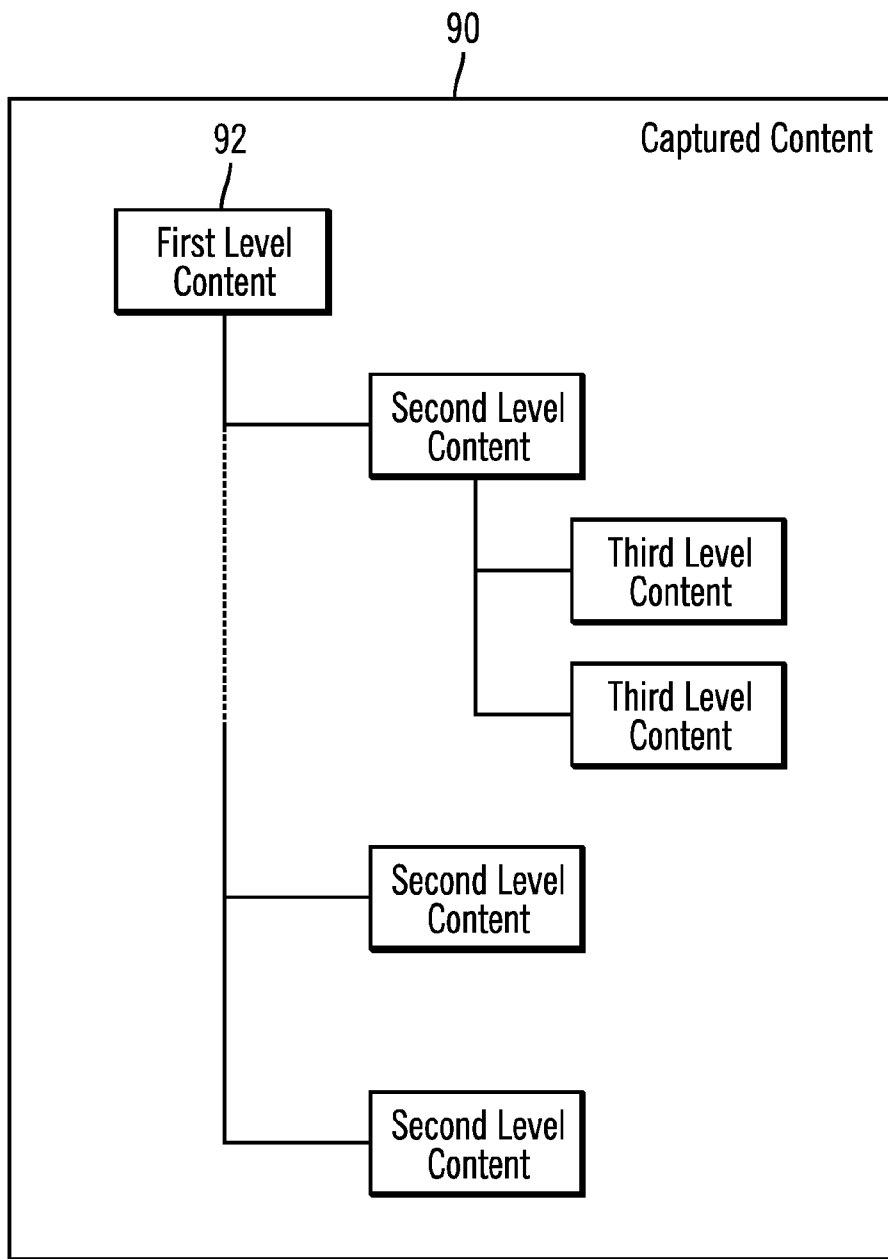 90
92
Captured Content
First Level
Content
Second Level
Content
Third Level
Content
Third Level
Content
Second Level
Content
Second Level
Content